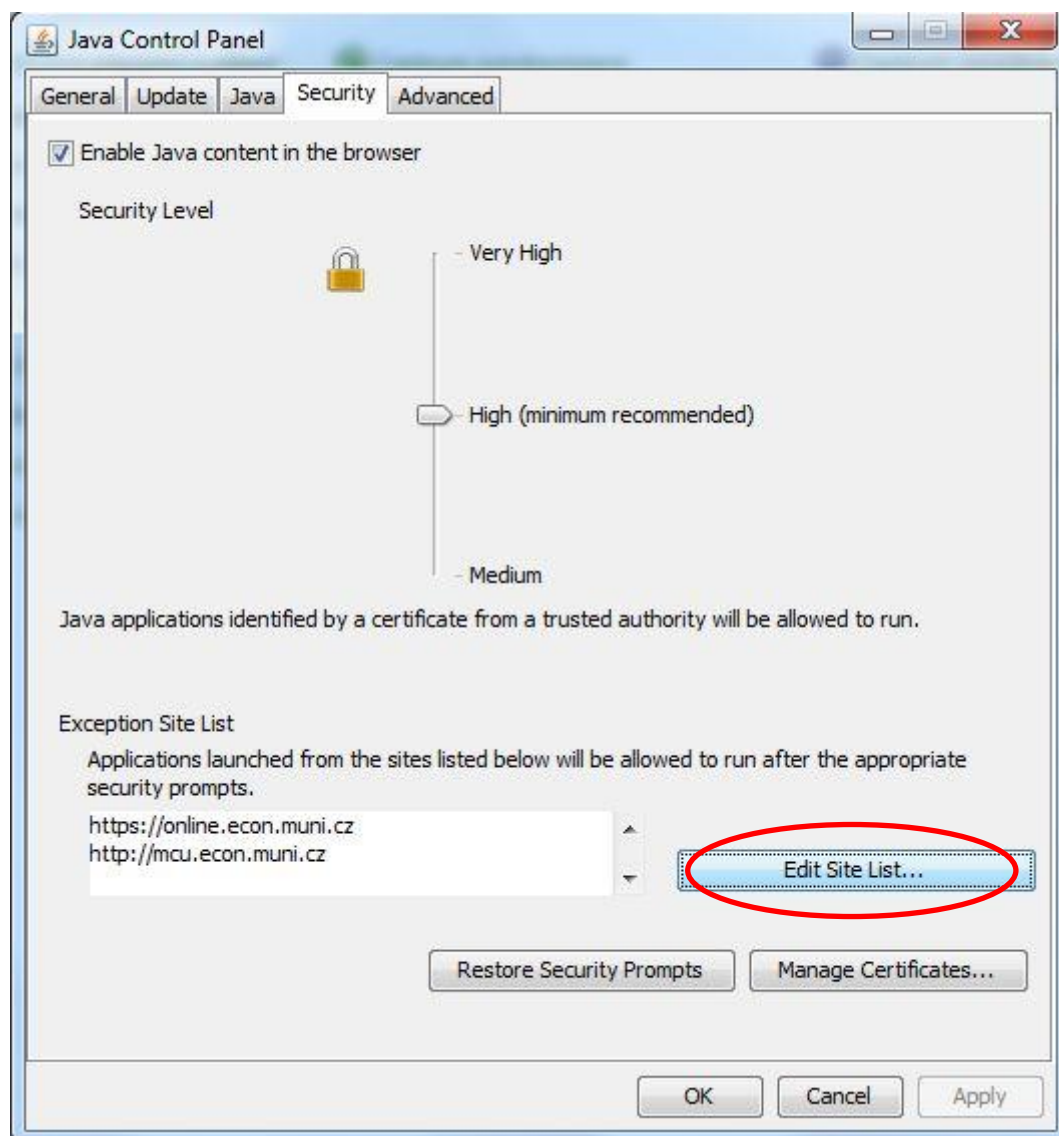 Java Control Panel
General Update Java Security Advanced
Enable Java content in the browser
Security Level
- Very High
- High (minimum recommended)
- Medium
Java applications identified by a certificate from a trusted authority will be allowed to run.
Exception Site List
Applications launched from the sites listed below will be allowed to run after the appropriate
security prompts.
https://online.econ.muni.cz
http://mcu.econ.muni.cz
Edit Site List...
Restore Security Prompts Manage Certificates...
OK Cancel Apply